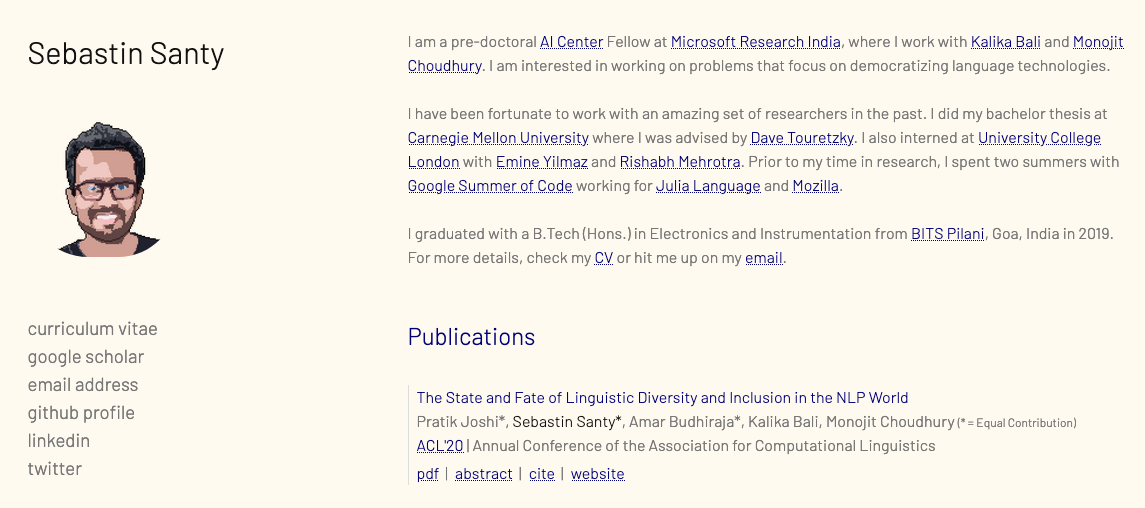 Sebastin Santy
curriculum vitae
google scholar
email address
github profile
linkedin
twitter
I am a pre-doctoral AI Center Fellow at Microsoft Research India, where I work with Kalika Bali and Monojit
Choudhury. I am interested in working on problems that focus on democratizing language technologies.
I have been fortunate to work with an amazing set of researchers in the past. I did my bachelor thesis at
Carnegie Mellon University where I was advised by Dave Touretzky. I also interned at University College
London with Emine Yilmaz and Rishabh Mehrotra. Prior to my time in research, I spent two summers with
Google Summer of Code working for Julia Language and Mozilla.
I graduated with a B.Tech (Hons.) in Electronics and Instrumentation from BITS Pilani, Goa, India in 2019.
For more details, check my CV or hit me up on my email.
Publications
The State and Fate of Linguistic Diversity and Inclusion in the NLP World
Pratik Joshi*, Sebastin Santy*, Amar Budhiraja*, Kalika Bali, Monojit Choudhury (* = Equal Contribution)
ACL'20 | Annual Conference of the Association for Computational Linguistics
pdf | abstract | cite | website